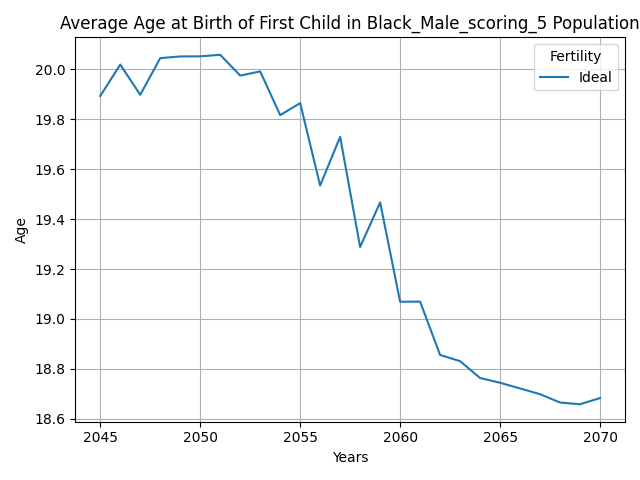 Average Age at Birth of First Child in Black_Male_scoring_5 Population
Fertility
Ideal
20.0
19.8
19.6
19.4
19.2
19.0
18.8
18.6
Age
2045 2050 2055 2060 2065 2070
Years